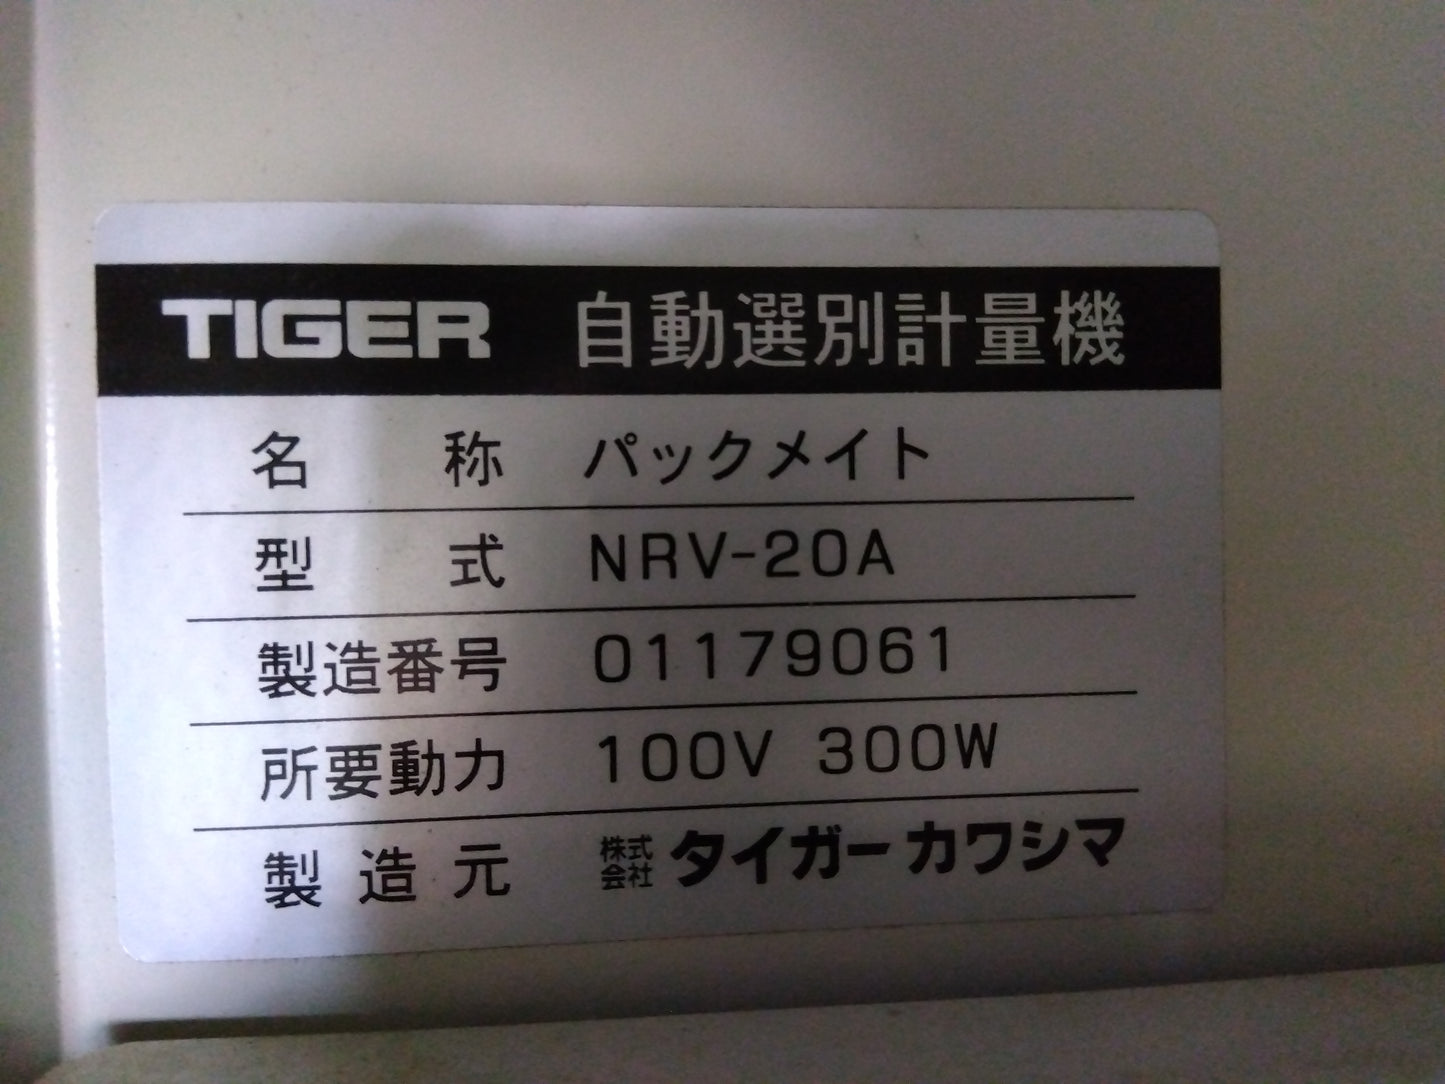 TIGER 自動選別計量機
名称 パックメイト
型式 NRV-20A
製造番号 01179061
所要動力 100V 300W
製造元 株式会社 タイガーカワシマ